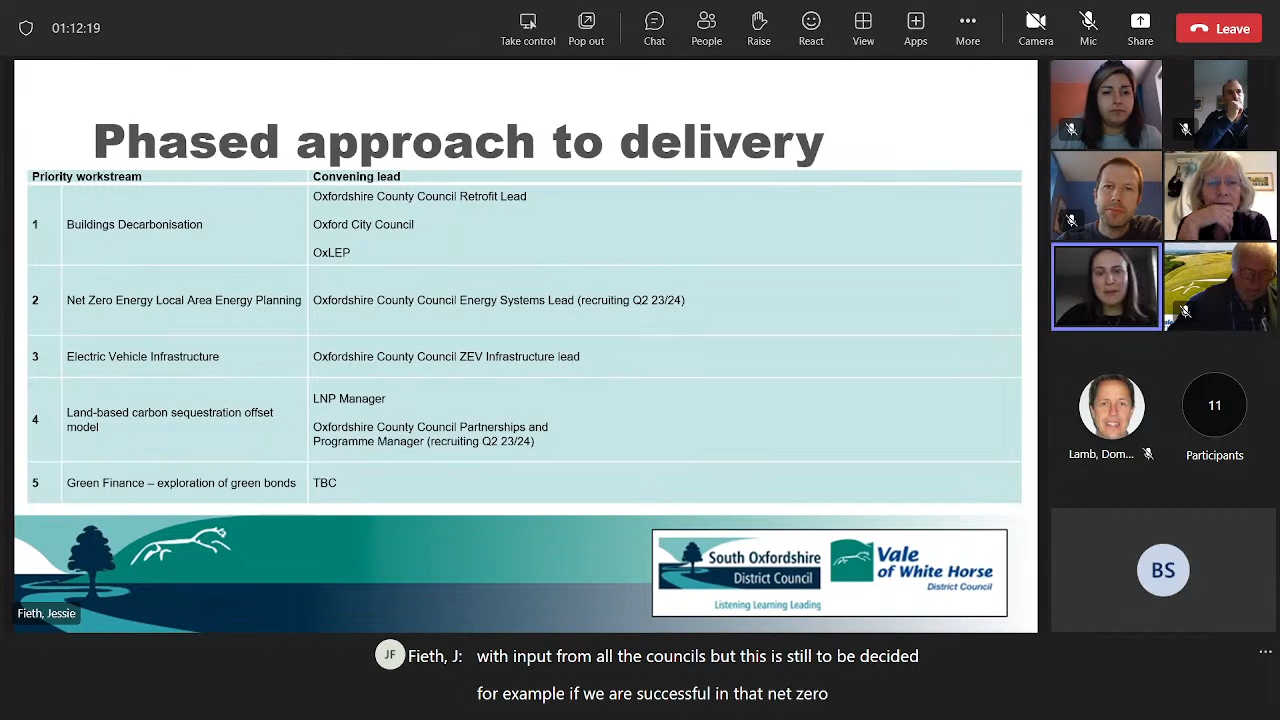 01:12:19
Take control
Pop out
Chat
People
Raise
React
View
Apps
More
Camera
Mic
Share
Leave
Phased approach to delivery
Priority workstream
Convening lead
1
Buildings Decarbonisation
Oxfordshire County Council Retrofit Lead
Oxford City Council
OxLEP
2
Net Zero Energy Local Area Energy Planning
Oxfordshire County Council Energy Systems Lead (recruiting Q2 23/24)
3
Electric Vehicle Infrastructure
Oxfordshire County Council ZEV Infrastructure lead
4
Land-based carbon sequestration offset
model
LNP Manager
Oxfordshire County Council Partnerships and
Programme Manager (recruiting Q2 23/24)
5
Green Finance – exploration of green bonds
TBC
South Oxfordshire
District Council
Listening Learning Leading
Vale
of White Horse
District Council
Fieth, Jessie
Lamb, Dom...
11
Participants
BS
JF
Fieth, J: with input from all the councils but this is still to be decided
for example if we are successful in that net zero